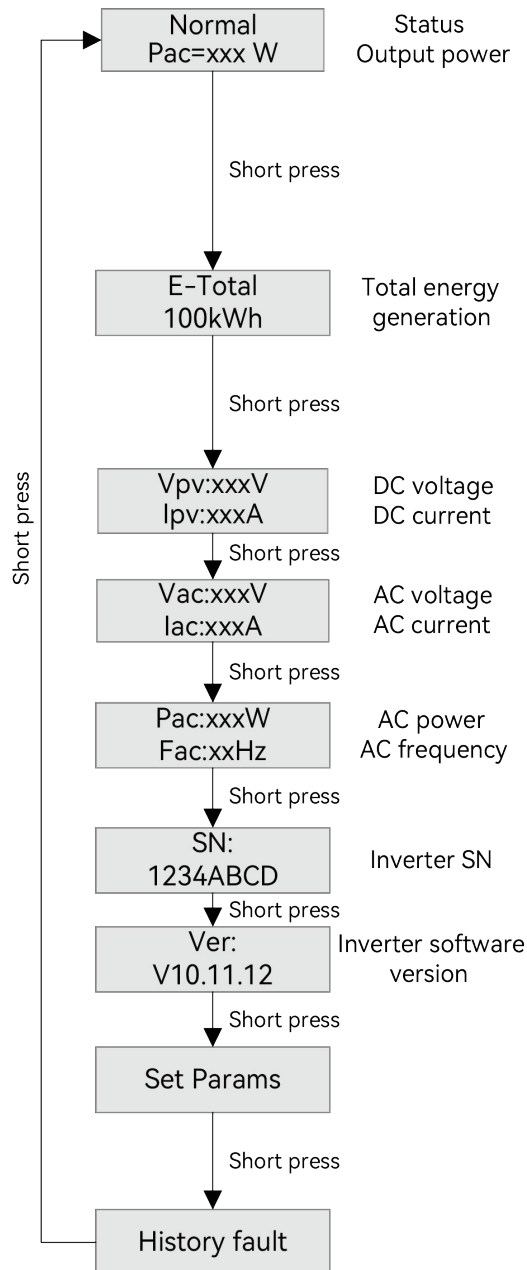 Normal
Pac=xxx W
Status
Output power
Short press
E-Total
100kWh
Total energy
generation
Short press
Vpv:xxxV
Ipv:xxxA
DC voltage
DC current
Short press
Vac:xxxV
Iac:xxxA
AC voltage
AC current
Short press
Pac:xxxW
Fac:xxHz
AC power
AC frequency
Short press
SN:
1234ABCD
Inverter SN
Short press
Ver:
V10.11.12
Inverter software
version
Short press
Set Params
Short press
History fault
Short press